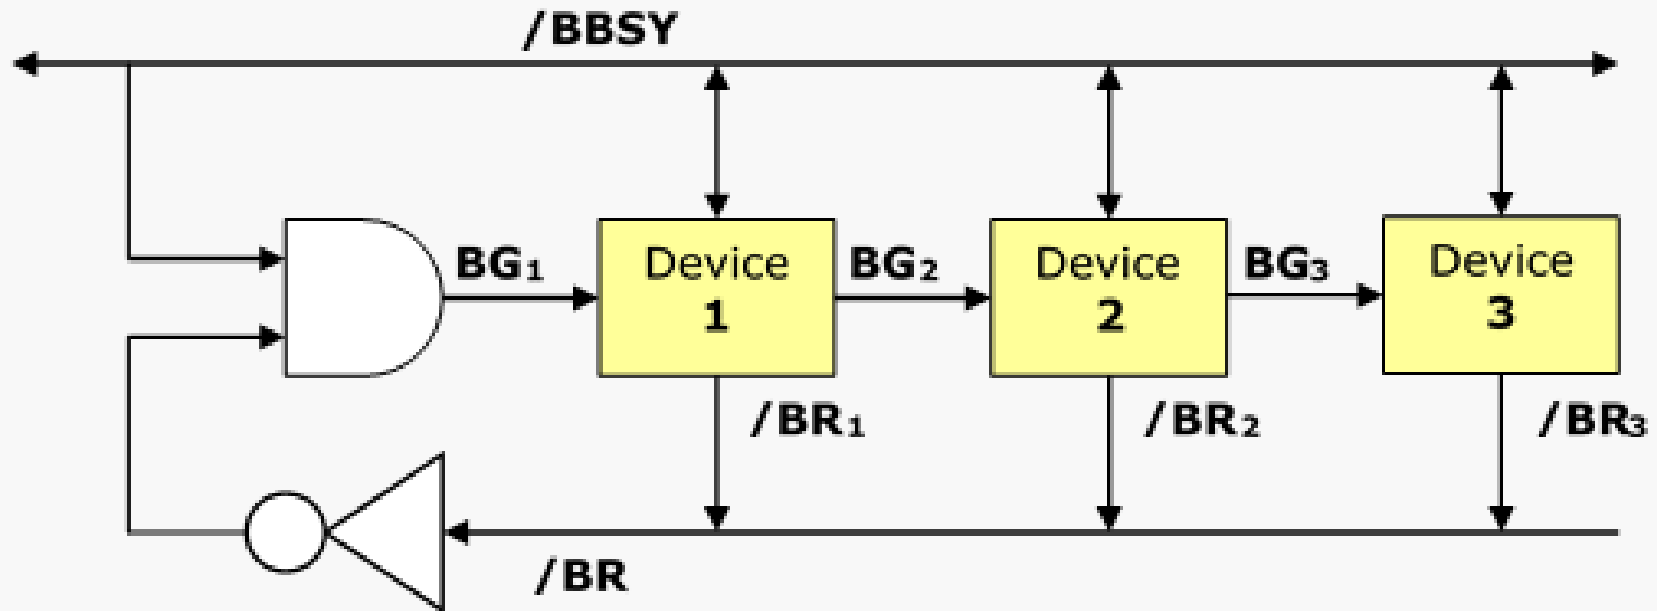 /BBSY
BG₁
Device
1
BG₂
Device
2
BG₃
Device
3
/BR₁
/BR₂
/BR₃
/BR